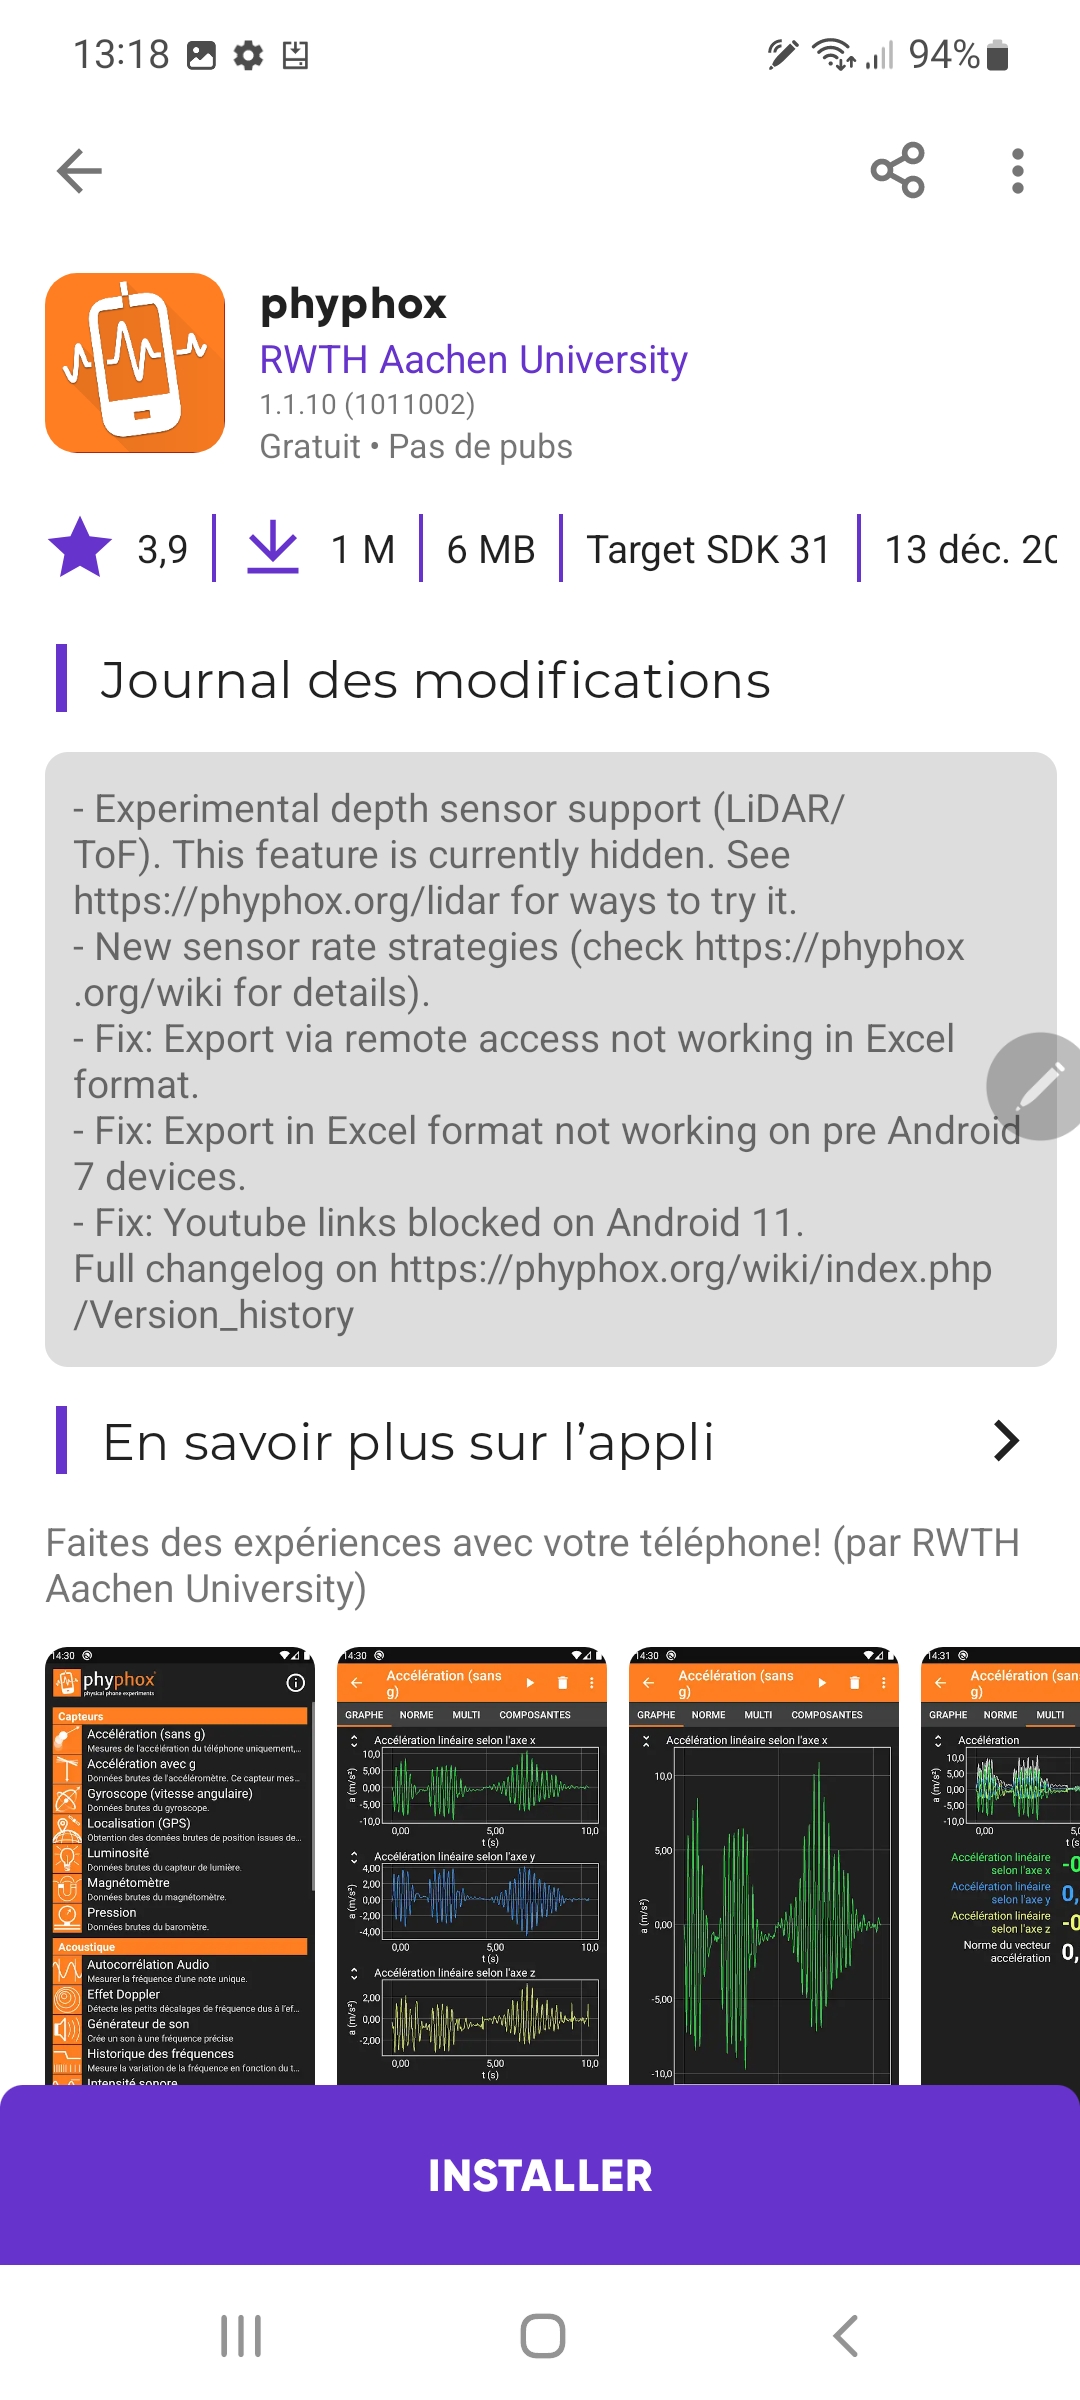 13:18
94%
phyphox
RWTH Aachen University
1.1.10 (1011002)
Gratuit • Pas de pubs
3,9
1 M
6 MB
Target SDK 31
13 déc. 20
Journal des modifications
- Experimental depth sensor support (LiDAR/
ToF). This feature is currently hidden. See
https://phyphox.org/lidar for ways to try it.
- New sensor rate strategies (check https://phyphox
.org/wiki for details).
- Fix: Export via remote access not working in Excel
format.
- Fix: Export in Excel format not working on pre Android
7 devices.
- Fix: Youtube links blocked on Android 11.
Full changelog on https://phyphox.org/wiki/index.php
/Version_history
En savoir plus sur l’appli
Faites des expériences avec votre téléphone! (par RWTH
Aachen University)
14:30
phyphox
physical phone experiments
Capteurs
Accélération (sans g)
Mesures de l'accélération du téléphone uniquement,...
Accélération avec g
Données brutes de l'accéléromètre. Ce capteur mes...
Gyroscope (vitesse angulaire)
Données brutes du gyroscope.
Localisation (GPS)
Obtention des données brutes de position issues de...
Luminosité
Données brutes du capteur de lumière.
Magnétomètre
Données brutes du magnétomètre.
Pression
Données brutes du baromètre.
Acoustique
Autocorrélation Audio
Mesurer la fréquence d'une note unique.
Effet Doppler
Détecte les petits décalages de fréquence dus à l'ef...
Générateur de son
Crée un son à une fréquence précise
Historique des fréquences
Mesure la variation de la fréquence en fonction du t...
Intensité sonore
14:30
Accélération (sans
g)
GRAPHE NORME MULTI COMPOSANTES
Accélération linéaire selon l'axe x
a (m/s²)
10,0
5,00
0,00
-5,00
-10,0
0,00 5,00 10,0
t (s)
Accélération linéaire selon l'axe y
a (m/s²)
4,00
2,00
0,00
-2,00
-4,00
0,00 5,00 10,0
t (s)
Accélération linéaire selon l'axe z
a (m/s²)
2,00
0,00
-2,00
0,00 5,00 10,0
t (s)
14:30
Accélération (sans
g)
GRAPHE NORME MULTI COMPOSANTES
Accélération linéaire selon l'axe x
a (m/s²)
10,0
5,00
0,00
-5,00
-10,0
14:31
Accélération (sans
g)
GRAPHE NORME MULTI
Accélération
a (m/s²)
10,0
5,00
0,00
-5,00
-10,0
0,00 5,0
t (s
Accélération linéaire
selon l'axe x
-0
Accélération linéaire
selon l'axe y
0,
Accélération linéaire
selon l'axe z
-0
Norme du vecteur
accélération
0,
INSTALLER